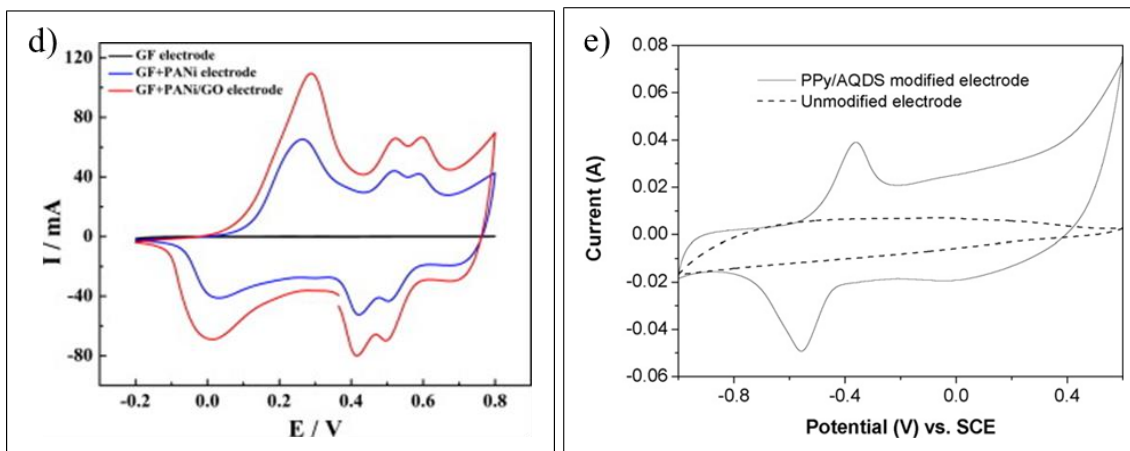 d)
120
80
40
0
-40
-80
I / mA
GF electrode
GF+PANi electrode
GF+PANi/GO electrode
-0.2 0.0 0.2 0.4 0.6 0.8
E / V
e)
0.08
0.06
0.04
0.02
0.00
-0.02
-0.04
-0.06
Current (A)
PPy/AQDS modified electrode
Unmodified electrode
-0.8 -0.4 0.0 0.4
Potential (V) vs. SCE